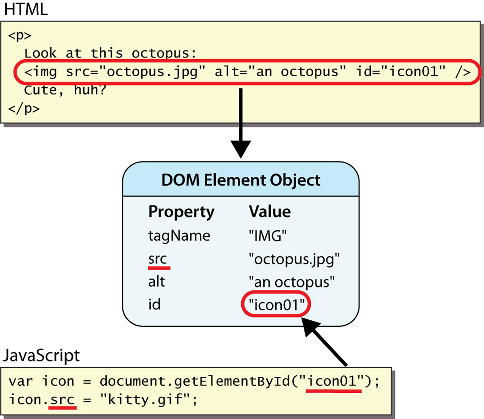 HTML
<p>
Look at this octopus:
<img src="octopus.jpg" alt="an octopus" id="icon01" />
Cute, huh?
</p>
DOM Element Object
Property Value
tagName "IMG"
src "octopus.jpg"
alt "an octopus"
id "icon01"
JavaScript
var icon = document.getElementById("icon01");
icon.src = "kitty.gif";